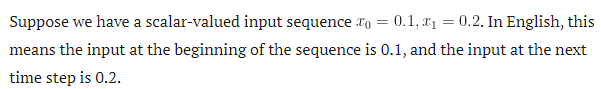 Suppose we have a scalar-valued input sequence x₀ = 0.1, x₁ = 0.2. In English, this
means the input at the beginning of the sequence is 0.1, and the input at the next
time step is 0.2.